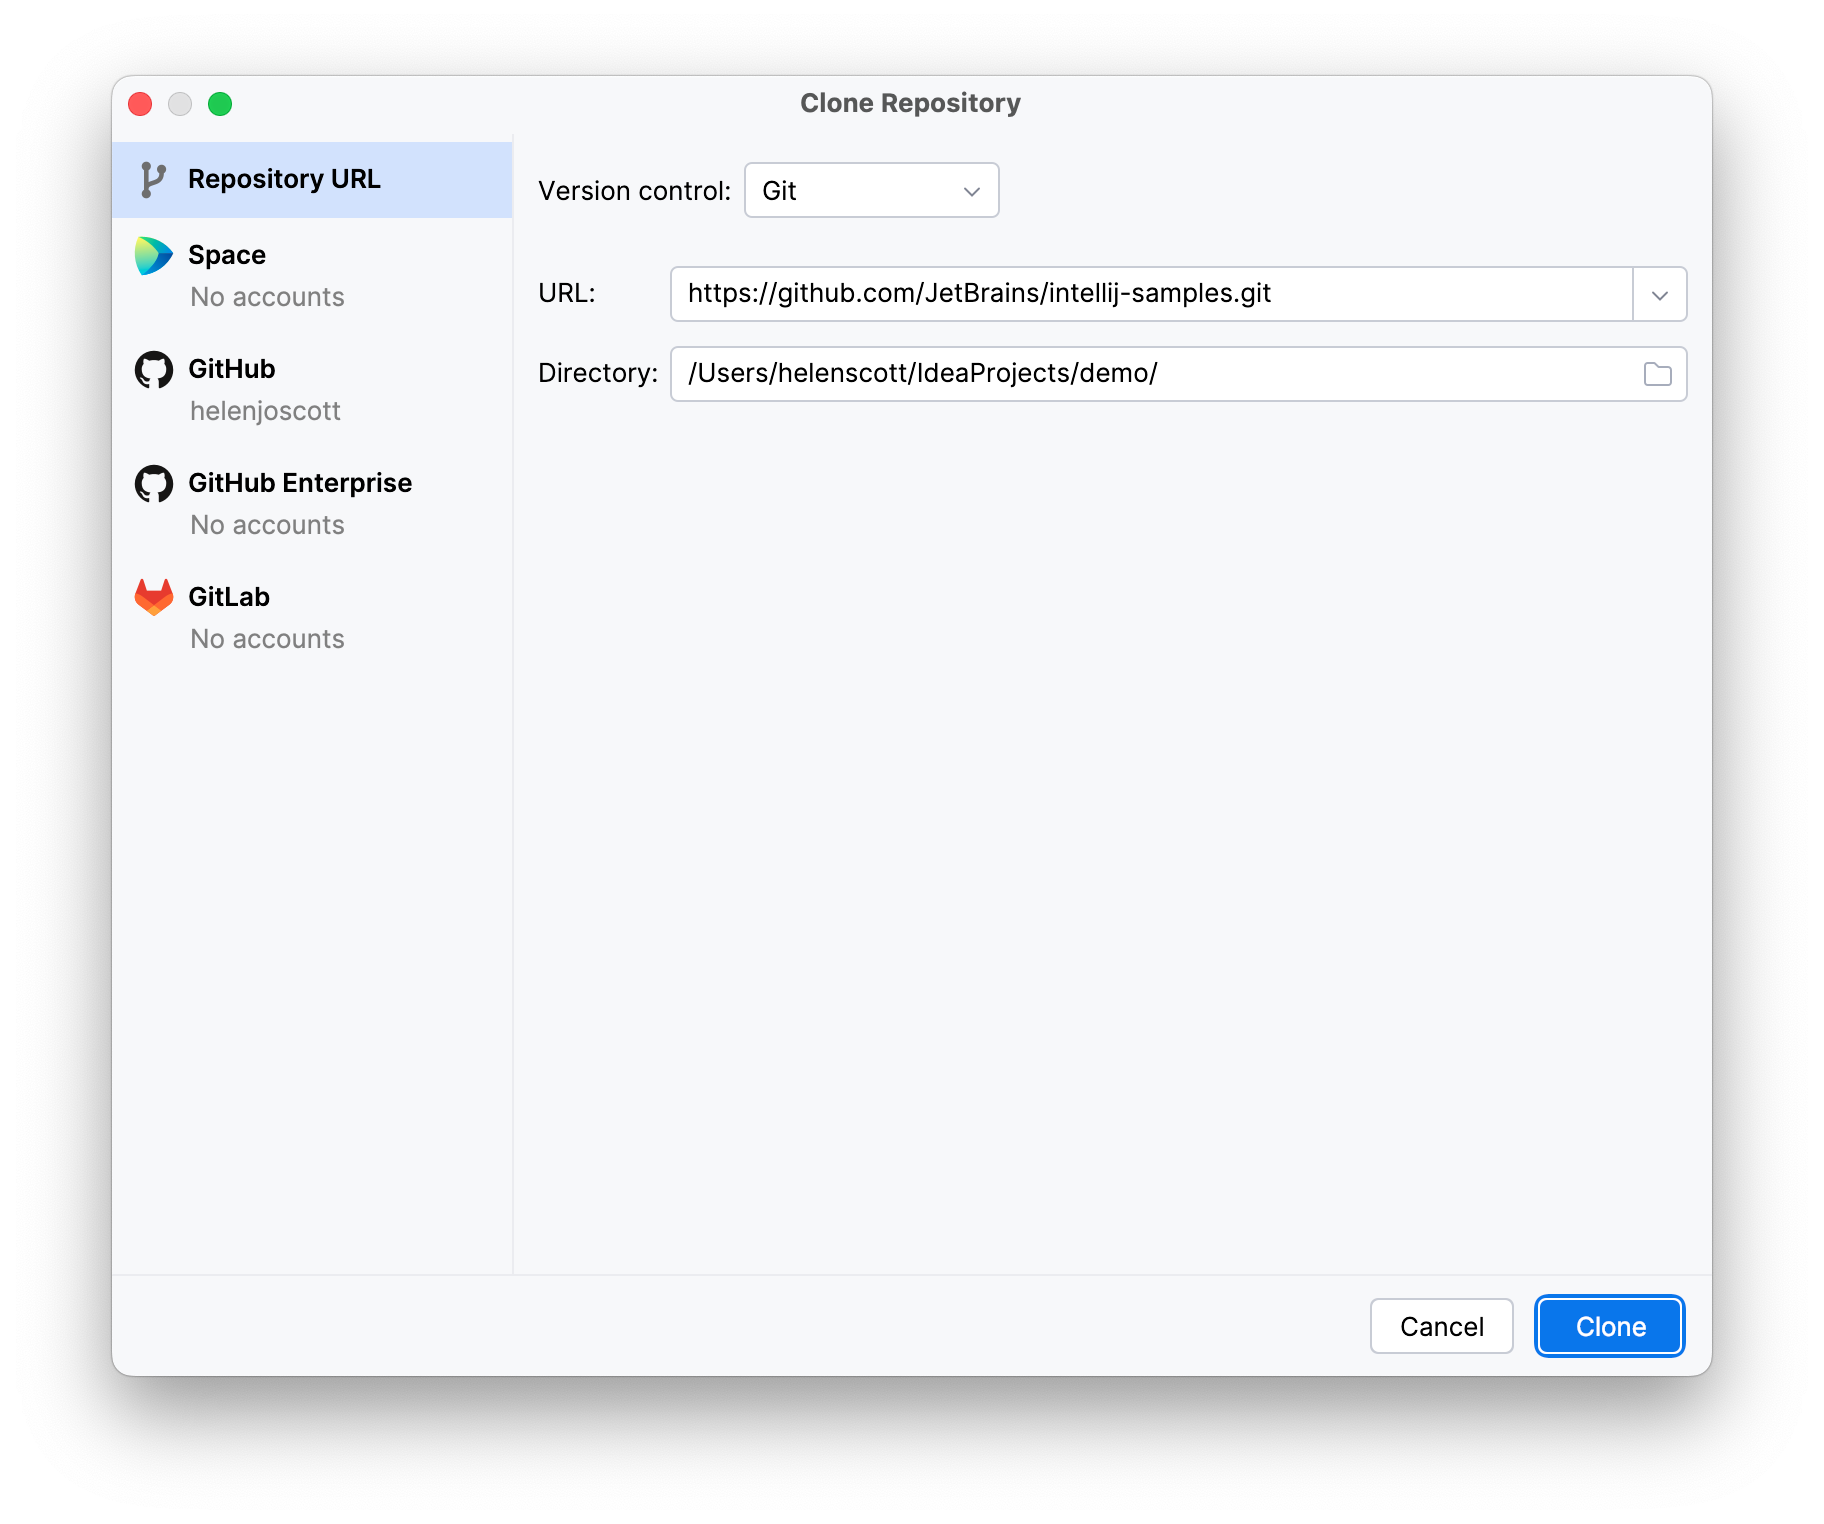 Clone Repository
Repository URL
Space
No accounts
GitHub
helenjoscott
GitHub Enterprise
No accounts
GitLab
No accounts
Version control: Git
URL: https://github.com/JetBrains/intellij-samples.git
Directory: /Users/helenscott/IdeaProjects/demo/
Cancel Clone